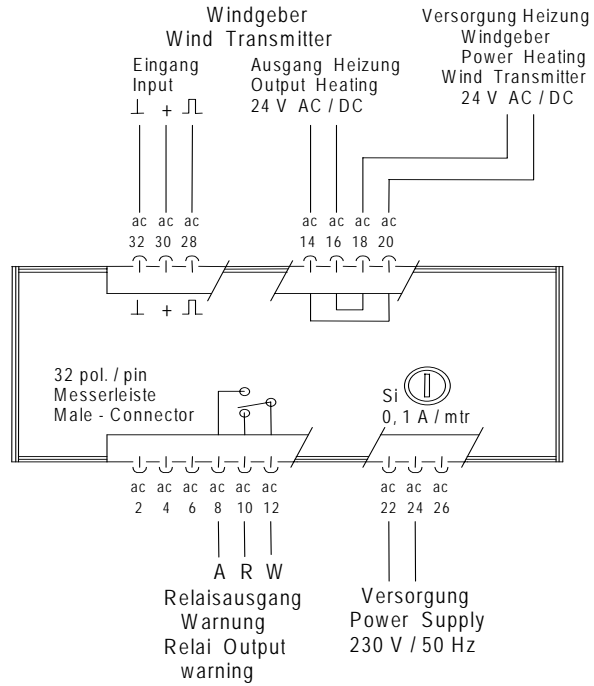 Windgeber
Wind Transmitter
Eingang
Input
⊥ + ⎍
Ausgang Heizung
Output Heating
24 V AC / DC
Versorgung Heizung
Windgeber
Power Heating
Wind Transmitter
24 V AC / DC
ac ac ac ac ac ac ac
32 30 28 14 16 18 20
⊥ + ⎍
32 pol. / pin
Messerleiste
Male - Connector
Si
0, 1 A / mtr
ac ac ac ac ac ac ac ac ac
2 4 6 8 10 12 22 24 26
A R W
Relaisausgang
Warnung
Relai Output
warning
Versorgung
Power Supply
230 V / 50 Hz